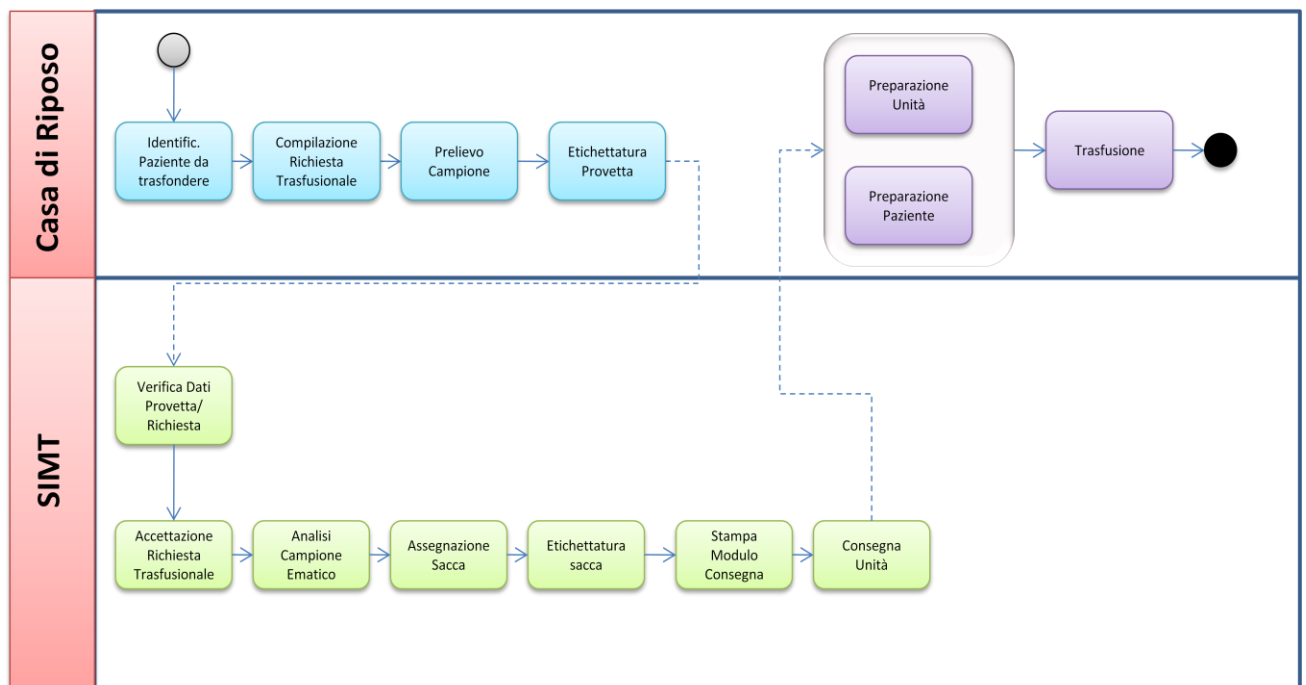 Casa di Riposo
Identific.
Paziente da
trasfondere
Compilazione
Richiesta
Trasfusionale
Prelievo
Campione
Etichettatura
Provetta
Preparazione
Unità
Preparazione
Paziente
Trasfusione
SIMT
Verifica Dati
Provetta/
Richiesta
Accettazione
Richiesta
Trasfusionale
Analisi
Campione
Ematico
Assegnazione
Sacca
Etichettatura
sacca
Stampa
Modulo
Consegna
Consegna
Unità